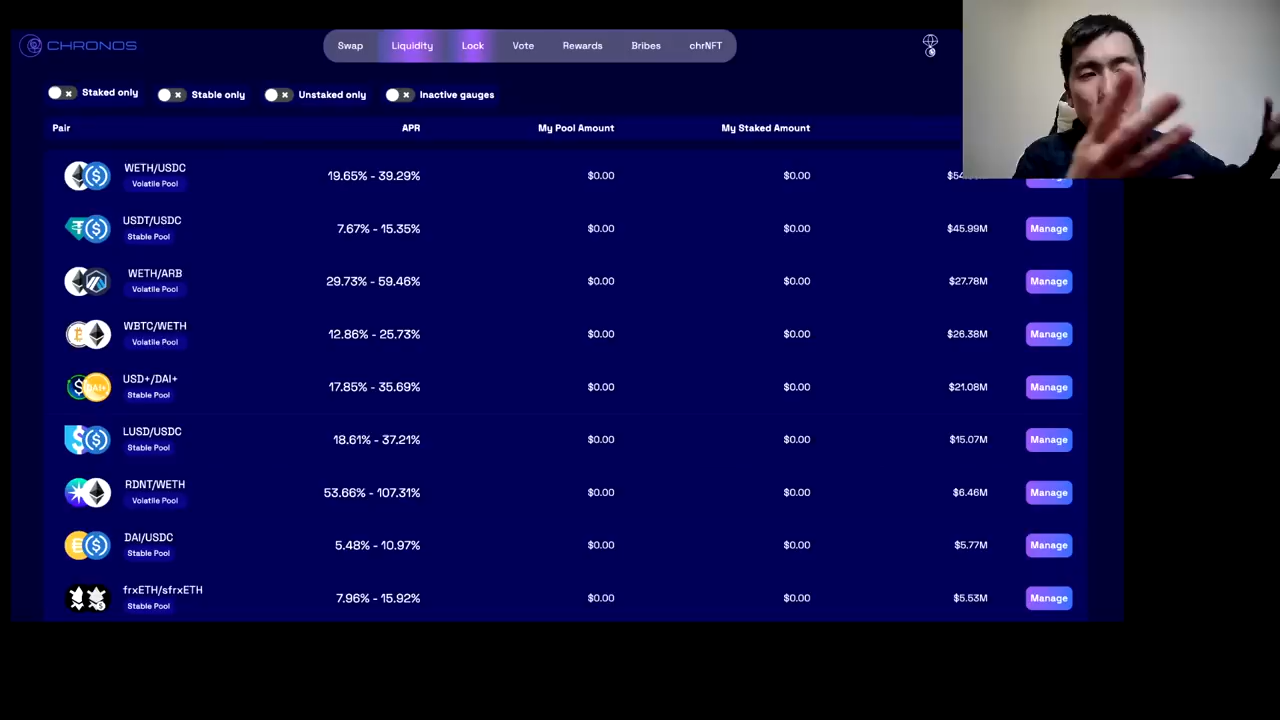 CHRONOS
Swap Liquidity Lock Vote Rewards Bribes chrNFT
Staked only Stable only Unstaked only Inactive gauges
Pair APR My Pool Amount My Staked Amount
WETH/USDC
Volatile Pool
19.65% - 39.29% $0.00 $0.00
USDT/USDC
Stable Pool
7.67% - 15.35% $0.00 $0.00 $45.99M Manage
WETH/ARB
Volatile Pool
29.73% - 59.46% $0.00 $0.00 $27.78M Manage
WBTC/WETH
Volatile Pool
12.86% - 25.73% $0.00 $0.00 $26.38M Manage
USD+/DAI+
Stable Pool
17.85% - 35.69% $0.00 $0.00 $21.08M Manage
LUSD/USDC
Stable Pool
18.61% - 37.21% $0.00 $0.00 $15.07M Manage
RDNT/WETH
Volatile Pool
53.66% - 107.31% $0.00 $0.00 $6.46M Manage
DAI/USDC
Stable Pool
5.48% - 10.97% $0.00 $0.00 $5.77M Manage
frxETH/sfrxETH
Stable Pool
7.96% - 15.92% $0.00 $0.00 $5.53M Manage